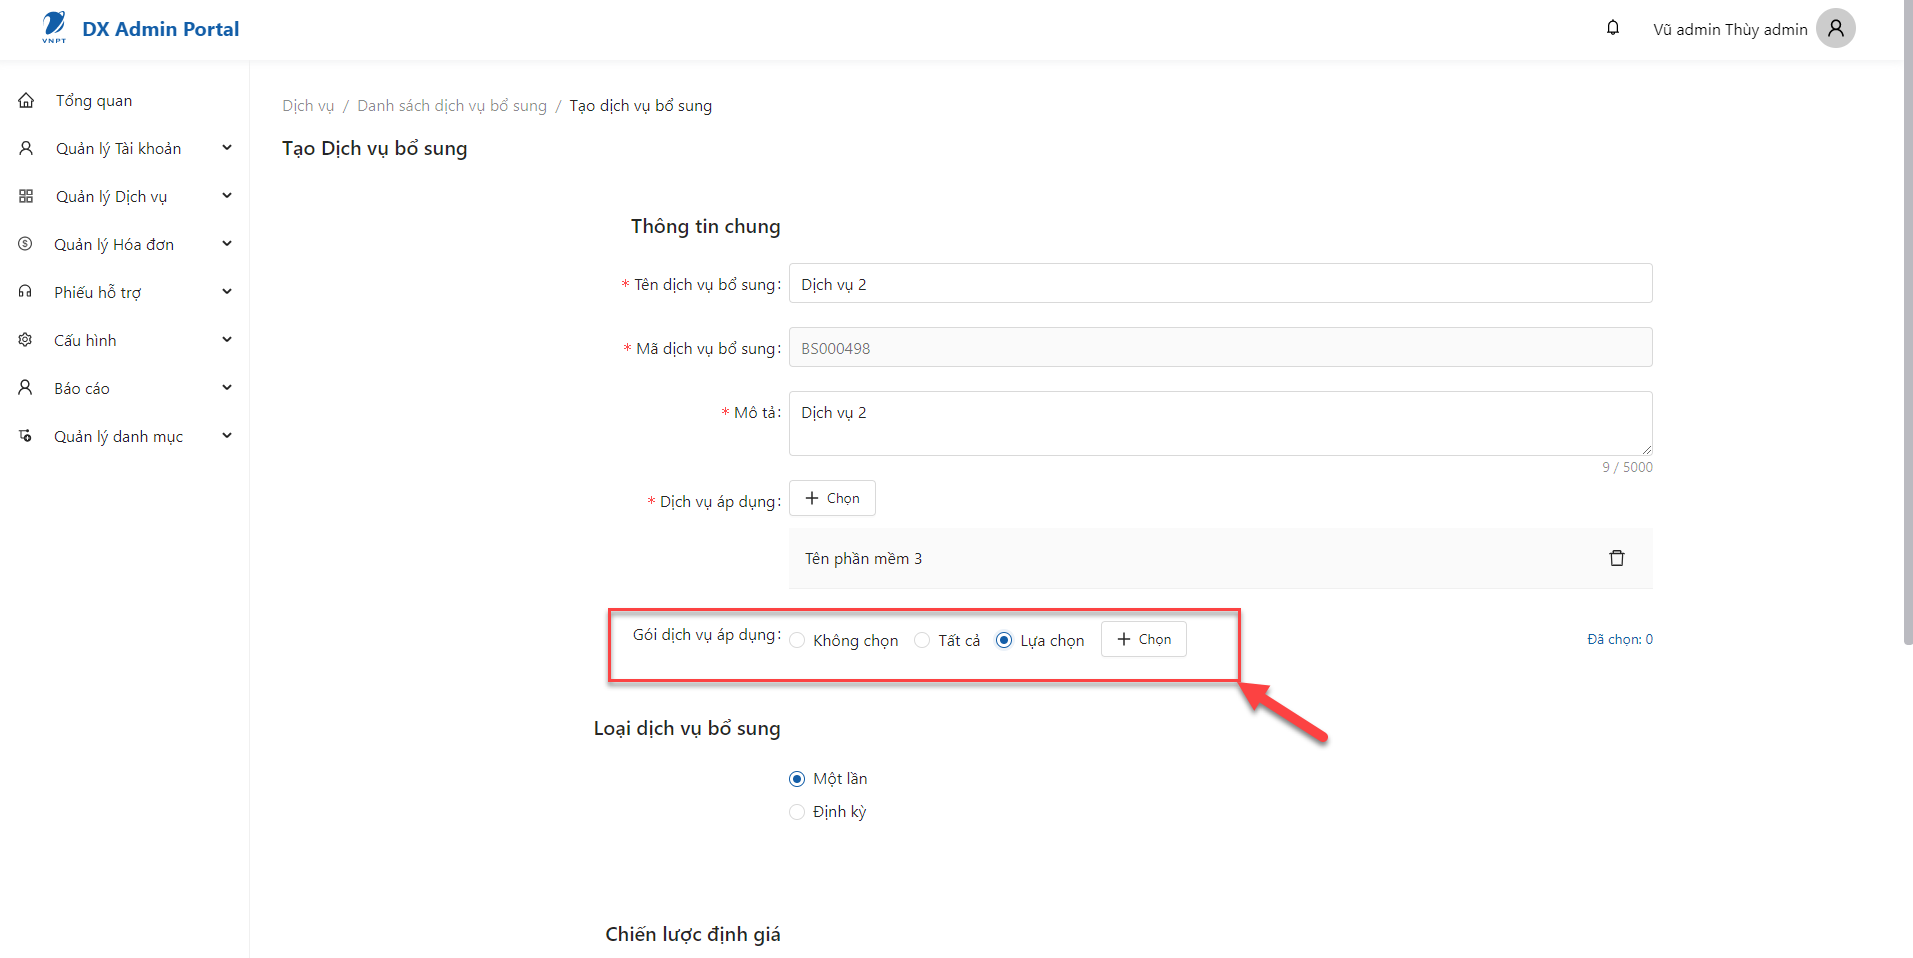 VNPT
DX Admin Portal
Vũ admin Thùy admin
Tổng quan
Quản lý Tài khoản
Quản lý Dịch vụ
Quản lý Hóa đơn
Phiếu hỗ trợ
Cấu hình
Báo cáo
Quản lý danh mục
Dịch vụ / Danh sách dịch vụ bổ sung / Tạo dịch vụ bổ sung
Tạo Dịch vụ bổ sung
Thông tin chung
* Tên dịch vụ bổ sung: Dịch vụ 2
* Mã dịch vụ bổ sung: BS000498
* Mô tả: Dịch vụ 2
9 / 5000
* Dịch vụ áp dụng: + Chọn
Tên phần mềm 3
Gói dịch vụ áp dụng: Không chọn Tất cả Lựa chọn + Chọn Đã chọn: 0
Loại dịch vụ bổ sung
Một lần
Định kỳ
Chiến lược định giá